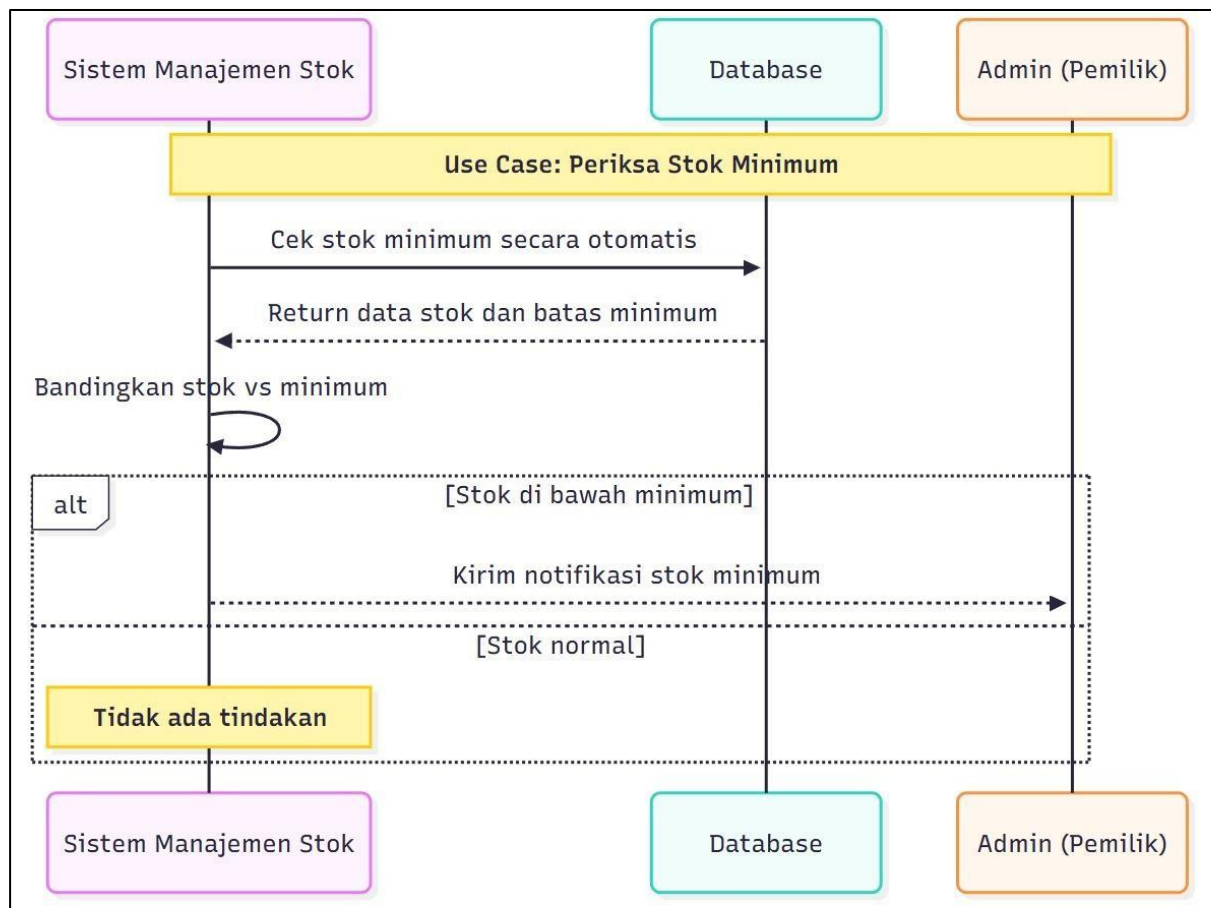 Sistem Manajemen Stok
Database
Admin (Pemilik)
Use Case: Periksa Stok Minimum
Cek stok minimum secara otomatis
Return data stok dan batas minimum
Bandingkan stok vs minimum
alt
[Stok di bawah minimum]
Kirim notifikasi stok minimum
[Stok normal]
Tidak ada tindakan
Sistem Manajemen Stok
Database
Admin (Pemilik)